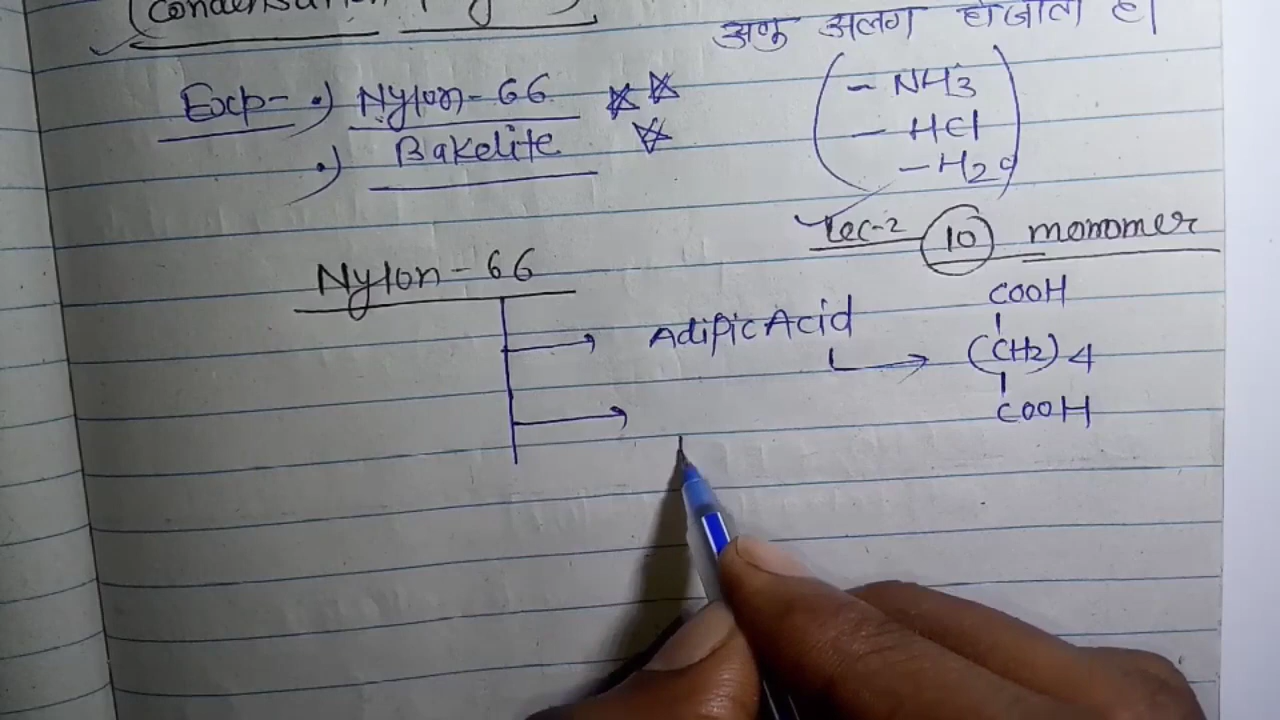 (Condensation
अणु अलग होजाता है।
Exp- •) Nylon-66
•) Bakelite
(- NH3
- HCl
- H2O)
Lec-2 (10) monomer
Nylon-66
Adipic Acid
COOH
(CH2)4
COOH